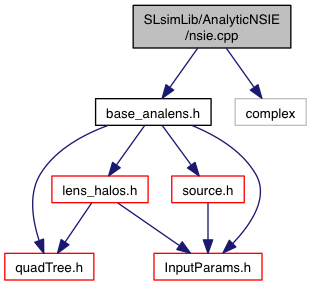 SLsimLib/AnalyticNSIE
/nsie.cpp
base_analens.h
complex
lens_halos.h
source.h
quadTree.h
InputParams.h